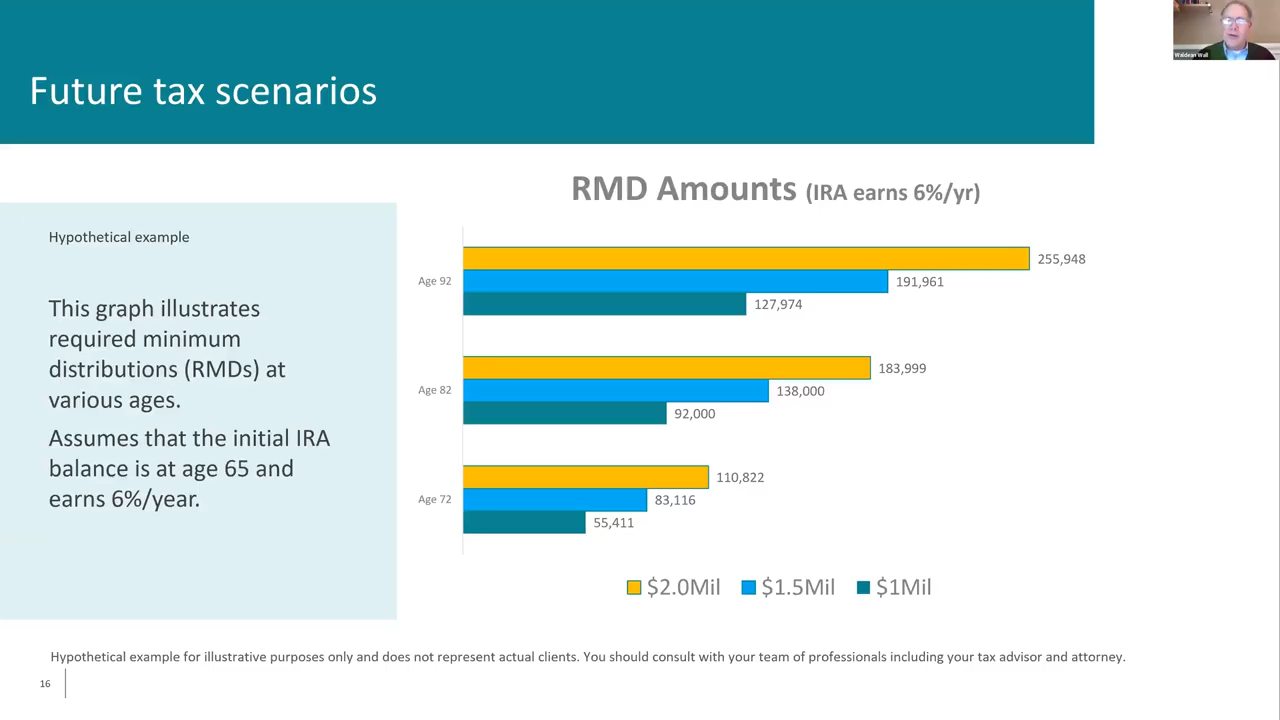 Future tax scenarios
Waldean Wall
RMD Amounts (IRA earns 6%/yr)
Hypothetical example
This graph illustrates
required minimum
distributions (RMDs) at
various ages.
Assumes that the initial IRA
balance is at age 65 and
earns 6%/year.
Age 92
255,948
191,961
127,974
Age 82
183,999
138,000
92,000
Age 72
110,822
83,116
55,411
$2.0Mil $1.5Mil $1Mil
Hypothetical example for illustrative purposes only and does not represent actual clients. You should consult with your team of professionals including your tax advisor and attorney.
16